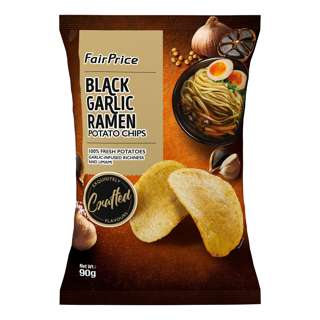 FairPrice
BLACK
GARLIC
RAMEN
POTATO CHIPS
100% FRESH POTATOES
GARLIC-INFUSED RICHNESS
AND UMAMI
EXQUISITELY
Crafted
FLAVOURS
Net Wt.:
90g